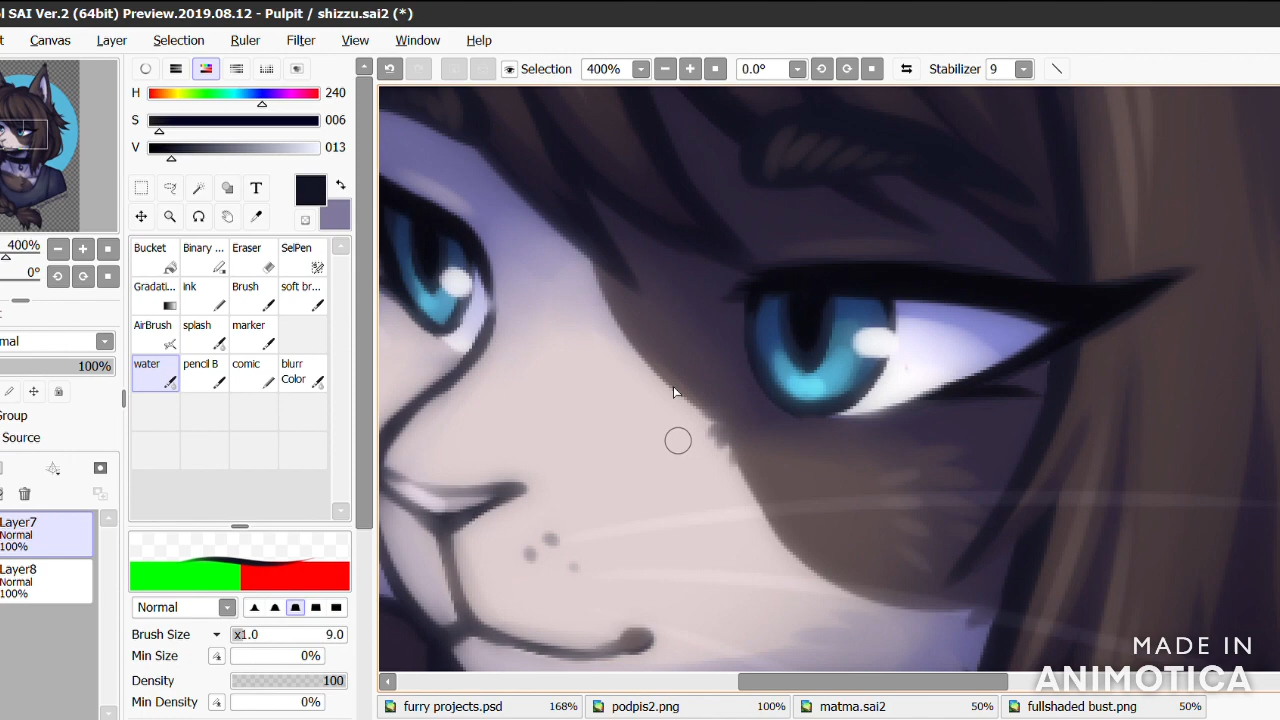 ol SAI Ver.2 (64bit) Preview.2019.08.12 - Pulpit / shizzu.sai2 (*)
t Canvas Layer Selection Ruler Filter View Window Help
Selection 400% 0.0° Stabilizer 9
H 240
S 006
V 013
T
400%
0°
Bucket Binary ... Eraser SelPen
Gradati... ink Brush soft br...
AirBrush splash marker
water pencil B comic blurr Color
mal
100%
Group
Source
Layer7
Normal
100%
Layer8
Normal
100%
Normal
Brush Size x1.0 9.0
Min Size 0%
Density 100
Min Density 0%
MADE IN
ANIMOTICA
furry projects.psd 168% podpis2.png 100% matma.sai2 50% fullshaded bust.png 50%